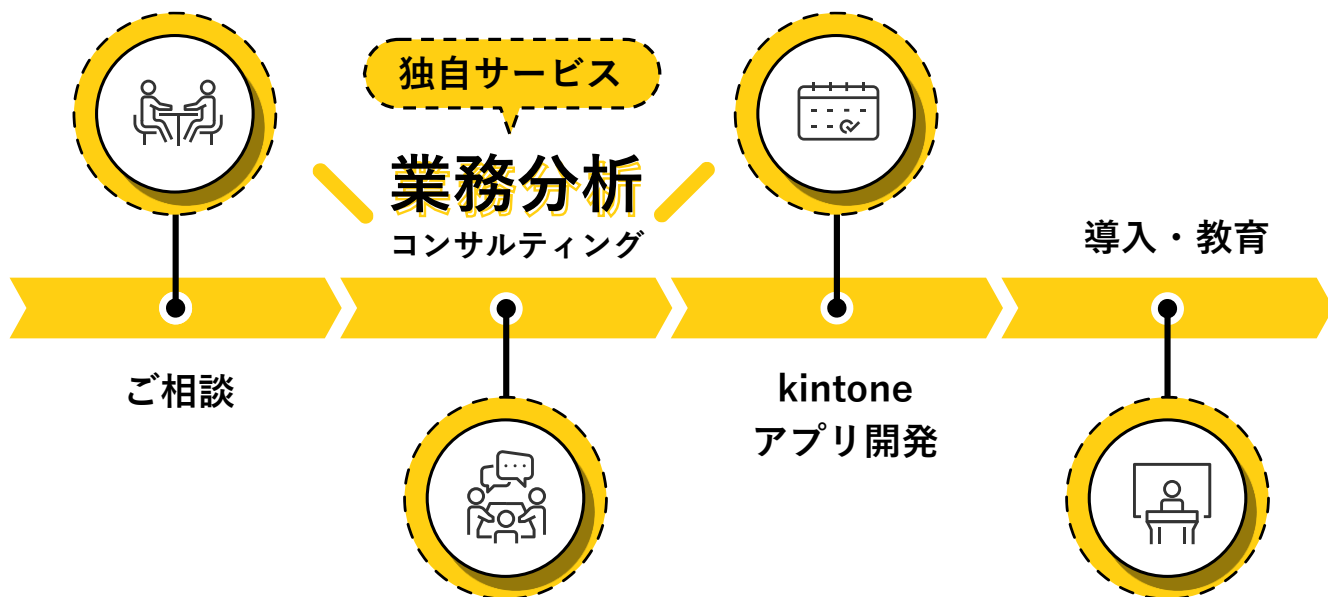 ご相談
独自サービス
業務分析
コンサルティング
kintone
アプリ開発
導入・教育